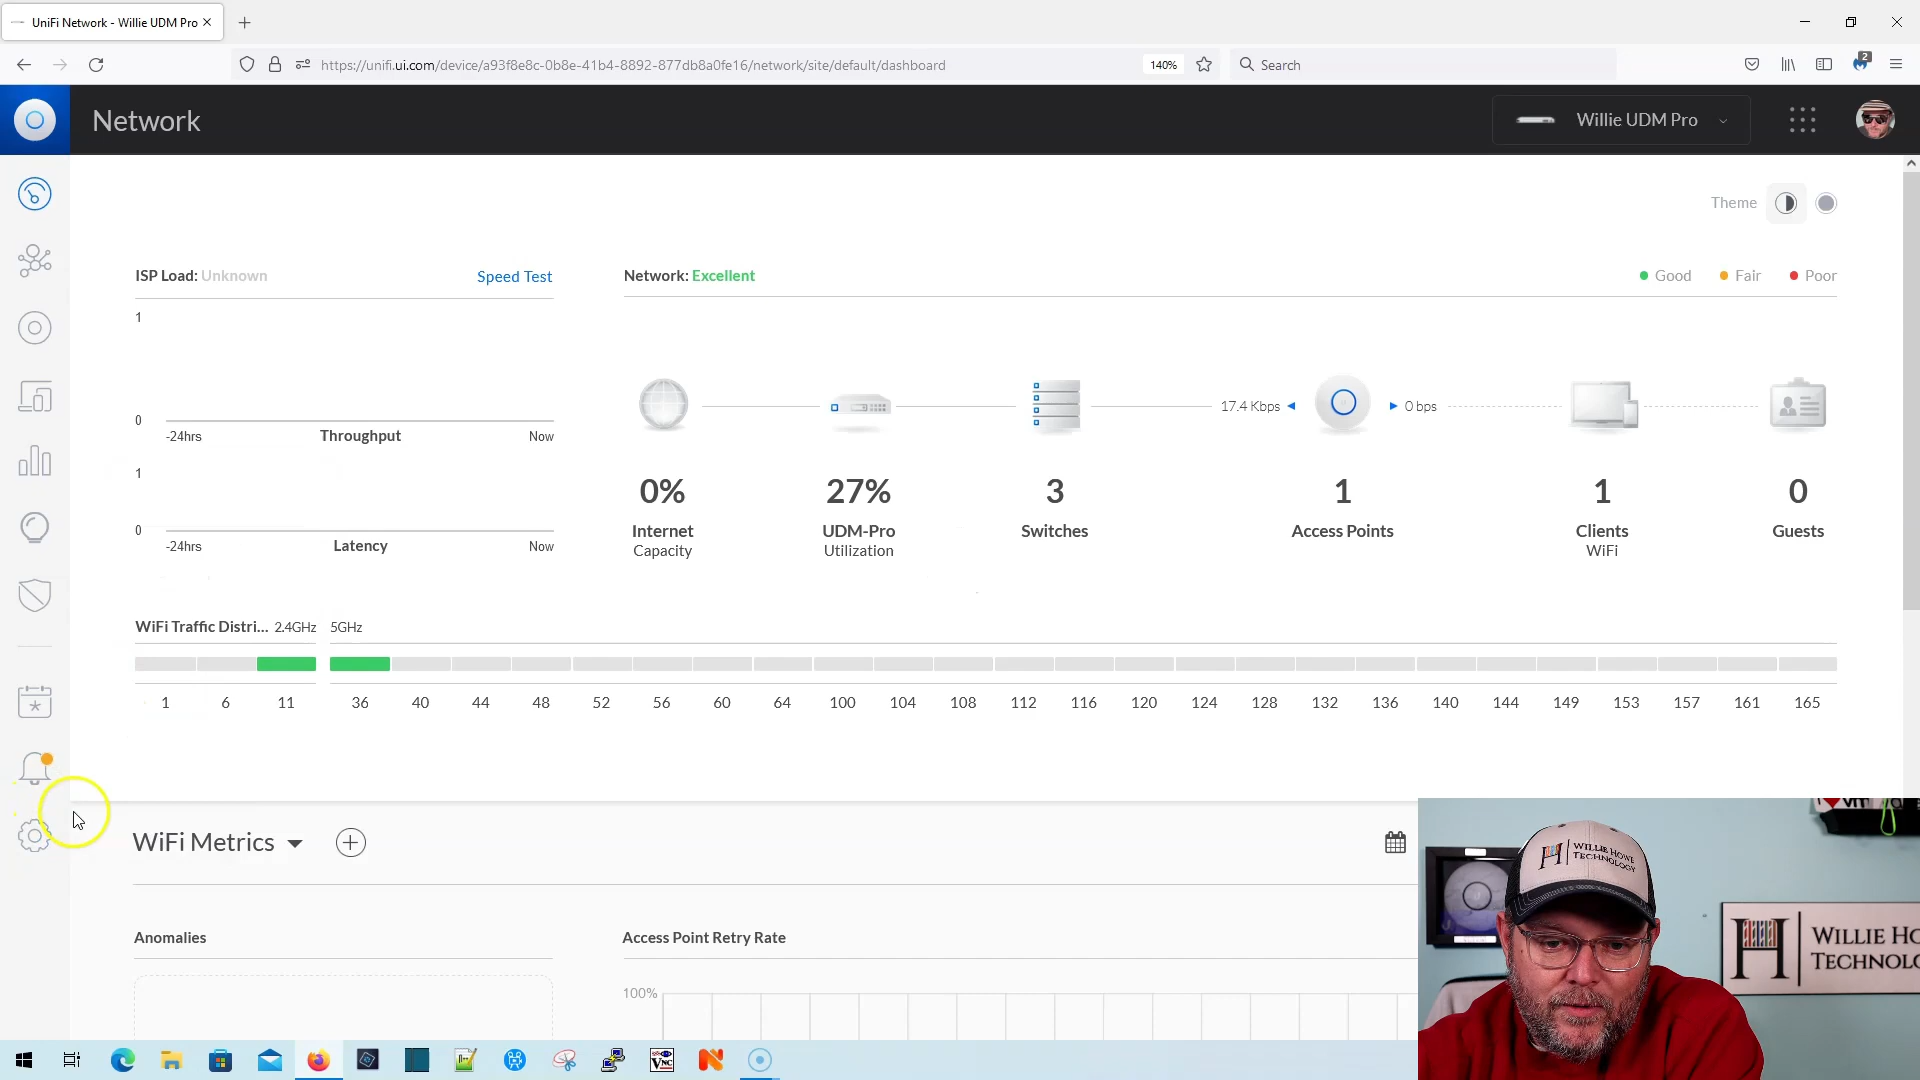 UniFi Network - Willie UDM Pro
https://unifi.ui.com/device/a93f8e8c-0b8e-41b4-8892-877db8a0fe16/network/site/default/dashboard
140%
Search
2
Network
Willie UDM Pro
Theme
ISP Load: Unknown
Speed Test
Network: Excellent
Good
Fair
Poor
1
0
-24hrs
Throughput
Now
1
0
-24hrs
Latency
Now
17.4 Kbps
0 bps
0%
27%
3
1
1
0
Internet
UDM-Pro
Switches
Access Points
Clients
Guests
Capacity
Utilization
WiFi
WiFi Traffic Distri... 2.4GHz 5GHz
1 6 11 36 40 44 48 52 56 60 64 100 104 108 112 116 120 124 128 132 136 140 144 149 153 157 161 165
WiFi Metrics
Anomalies
Access Point Retry Rate
100%
WILLIE HOWE
TECHNOLOGY
WILLIE HO
TECHNOLO
VNC